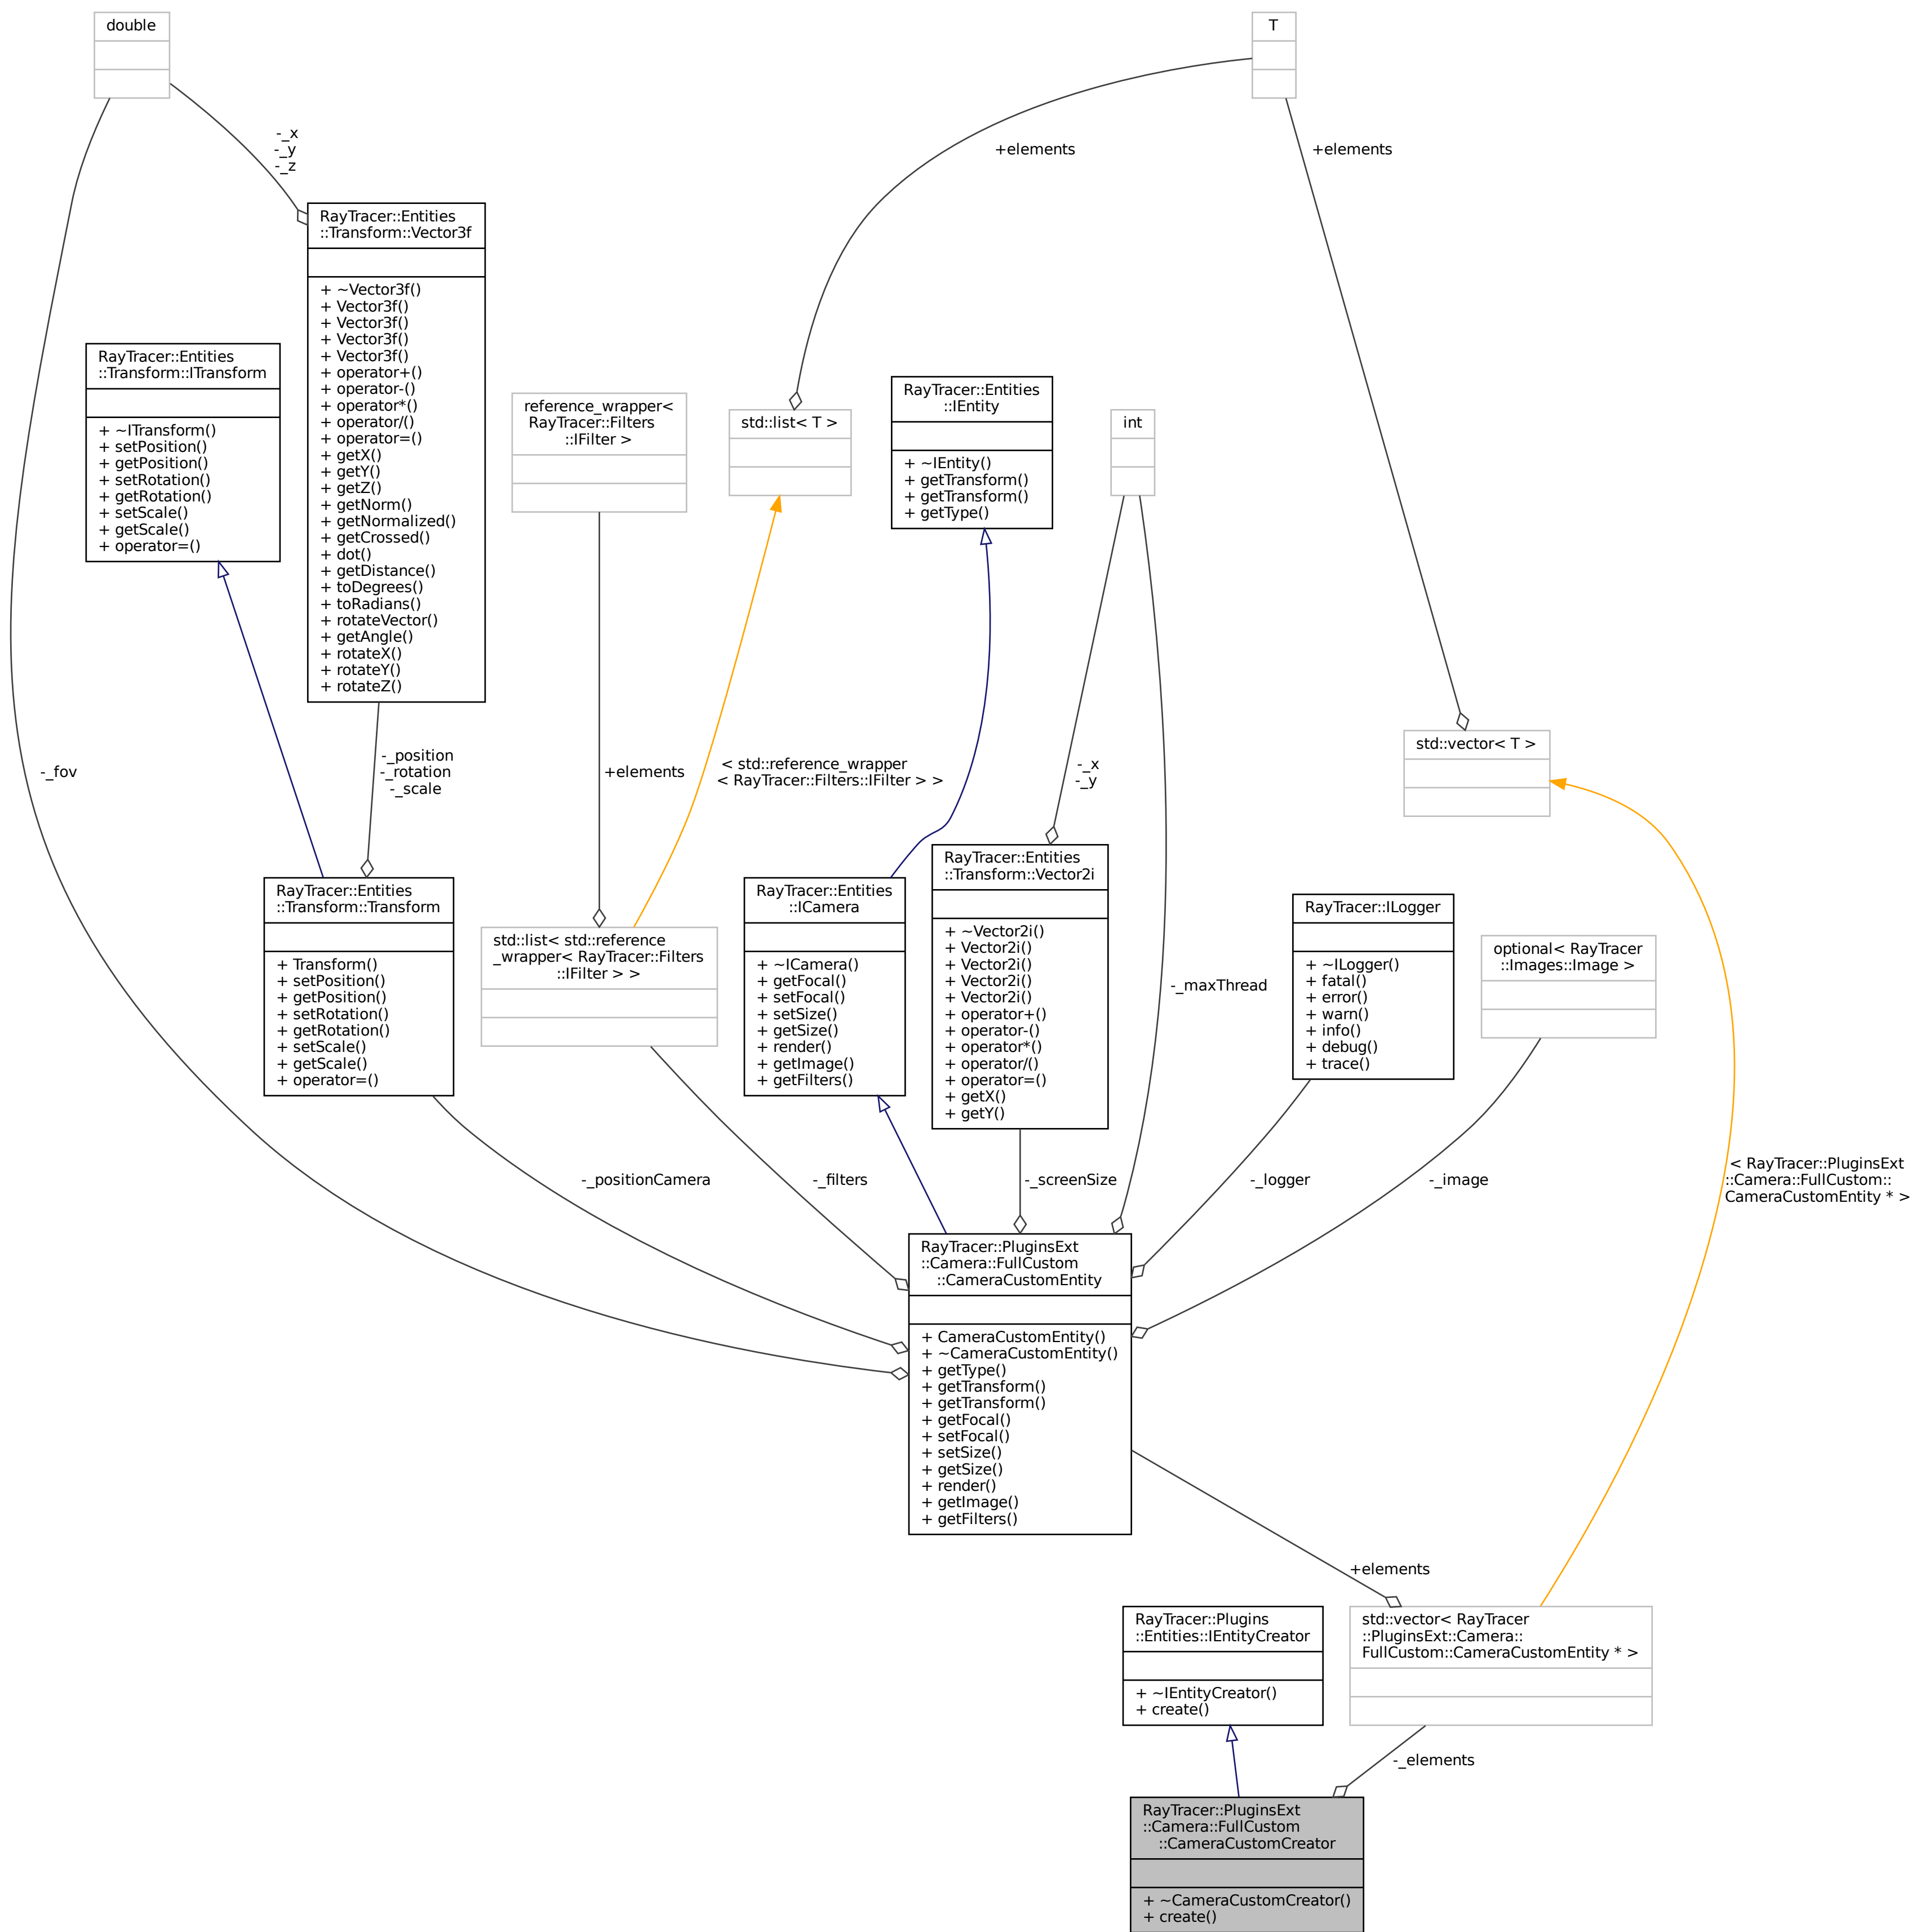 double
T
-_x
-_y
-_z
+elements
+elements
RayTracer::Entities
::Transform::Vector3f
+ ~Vector3f()
+ Vector3f()
+ Vector3f()
+ Vector3f()
+ Vector3f()
+ operator+()
+ operator-()
+ operator*()
+ operator/()
+ operator=()
+ getX()
+ getY()
+ getZ()
+ getNorm()
+ getNormalized()
+ getCrossed()
+ dot()
+ getDistance()
+ toDegrees()
+ toRadians()
+ rotateVector()
+ getAngle()
+ rotateX()
+ rotateY()
+ rotateZ()
RayTracer::Entities
::Transform::ITransform
+ ~ITransform()
+ setPosition()
+ getPosition()
+ setRotation()
+ getRotation()
+ setScale()
+ getScale()
+ operator=()
reference_wrapper<
RayTracer::Filters
::IFilter >
std::list< T >
RayTracer::Entities
::IEntity
+ ~IEntity()
+ getTransform()
+ getTransform()
+ getType()
int
std::vector< T >
-_fov
-_position
-_rotation
-_scale
+elements
< std::reference_wrapper
< RayTracer::Filters::IFilter > >
-_x
-_y
RayTracer::Entities
::Transform::Transform
+ Transform()
+ setPosition()
+ getPosition()
+ setRotation()
+ getRotation()
+ setScale()
+ getScale()
+ operator=()
std::list< std::reference
_wrapper< RayTracer::Filters
::IFilter > >
RayTracer::Entities
::ICamera
+ ~ICamera()
+ getFocal()
+ setFocal()
+ setSize()
+ getSize()
+ render()
+ getImage()
+ getFilters()
RayTracer::Entities
::Transform::Vector2i
+ ~Vector2i()
+ Vector2i()
+ Vector2i()
+ Vector2i()
+ Vector2i()
+ operator+()
+ operator-()
+ operator*()
+ operator/()
+ operator=()
+ getX()
+ getY()
-_maxThread
RayTracer::ILogger
+ ~ILogger()
+ fatal()
+ error()
+ warn()
+ info()
+ debug()
+ trace()
optional< RayTracer
::Images::Image >
-_positionCamera
-_filters
-_screenSize
-_logger
-_image
< RayTracer::PluginsExt
::Camera::FullCustom::
CameraCustomEntity * >
RayTracer::PluginsExt
::Camera::FullCustom
::CameraCustomEntity
+ CameraCustomEntity()
+ ~CameraCustomEntity()
+ getType()
+ getTransform()
+ getTransform()
+ getFocal()
+ setFocal()
+ setSize()
+ getSize()
+ render()
+ getImage()
+ getFilters()
+elements
RayTracer::Plugins
::Entities::IEntityCreator
+ ~IEntityCreator()
+ create()
std::vector< RayTracer
::PluginsExt::Camera::
FullCustom::CameraCustomEntity * >
-_elements
RayTracer::PluginsExt
::Camera::FullCustom
::CameraCustomCreator
+ ~CameraCustomCreator()
+ create()